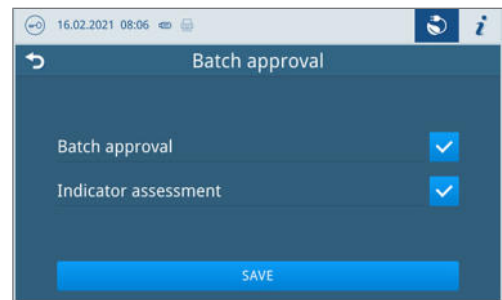 16.02.2021 08:06
i
Batch approval
Batch approval
Indicator assessment
SAVE